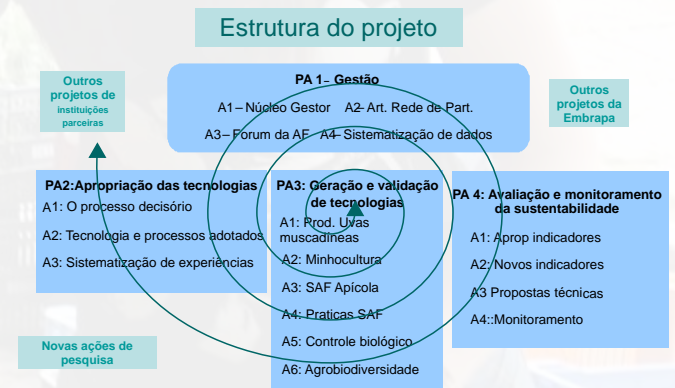 Estrutura do projeto
Outros
projetos de
instituições
parceiras
PA 1– Gestão
A1– Núcleo Gestor A2- Art. Rede de Part.
A3– Forum da AF A4- Sistematização de dados
Outros
projetos da
Embrapa
PA2:Apropriação das tecnologias
A1: O processo decisório
A2: Tecnologia e processos adotados
A3: Sistematização de experiências
PA3: Geração e validação
de tecnologias
A1: Prod. Uvas
muscadíneas
A2: Minhocultura
A3: SAF Apícola
A4: Praticas SAF
A5: Controle biológico
A6: Agrobiodiversidade
PA 4: Avaliação e monitoramento
da sustentabilidade
A1: Aprop indicadores
A2: Novos indicadores
A3 Propostas técnicas
A4::Monitoramento
Novas ações de
pesquisa